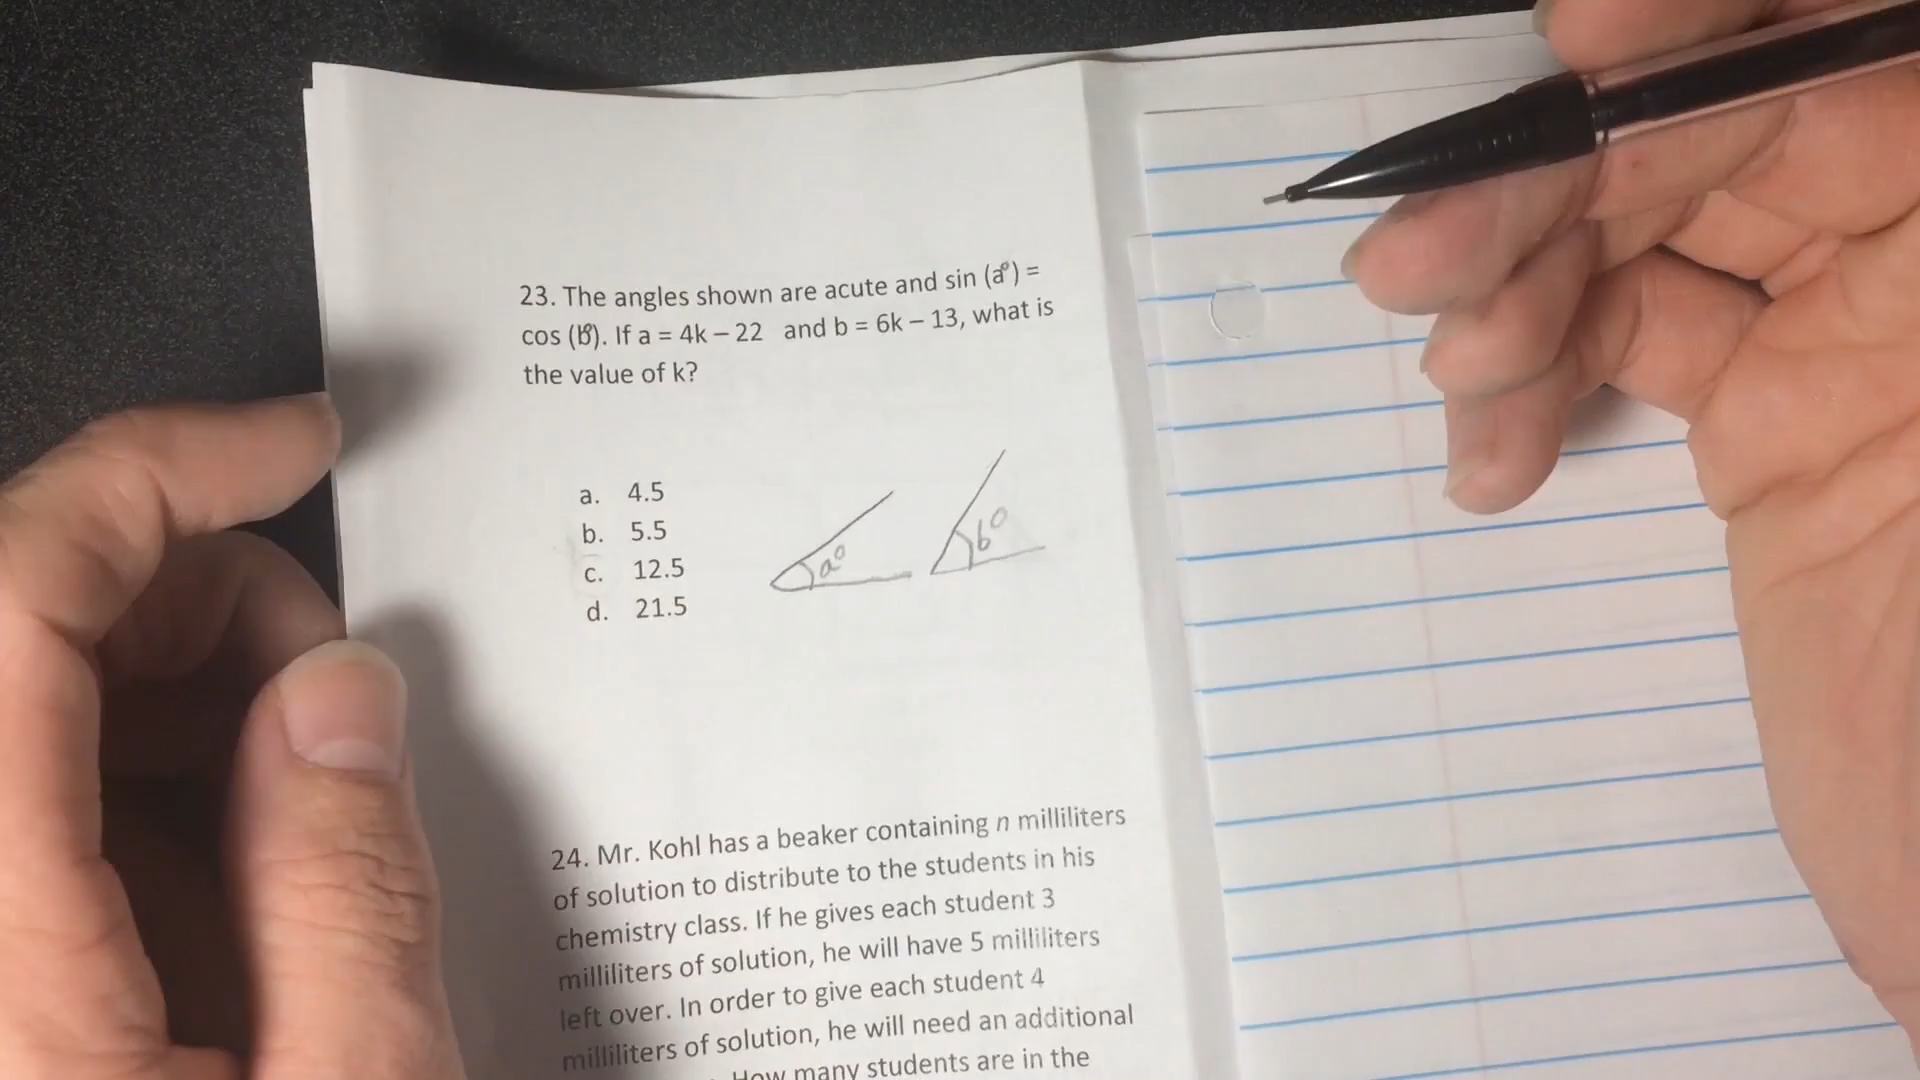 23. The angles shown are acute and sin (a°) =
cos (b°). If a = 4k – 22 and b = 6k – 13, what is
the value of k?
a. 4.5
b. 5.5
c. 12.5
d. 21.5
a°
b°
24. Mr. Kohl has a beaker containing n milliliters
of solution to distribute to the students in his
chemistry class. If he gives each student 3
milliliters of solution, he will have 5 milliliters
left over. In order to give each student 4
milliliters of solution, he will need an additional
How many students are in the